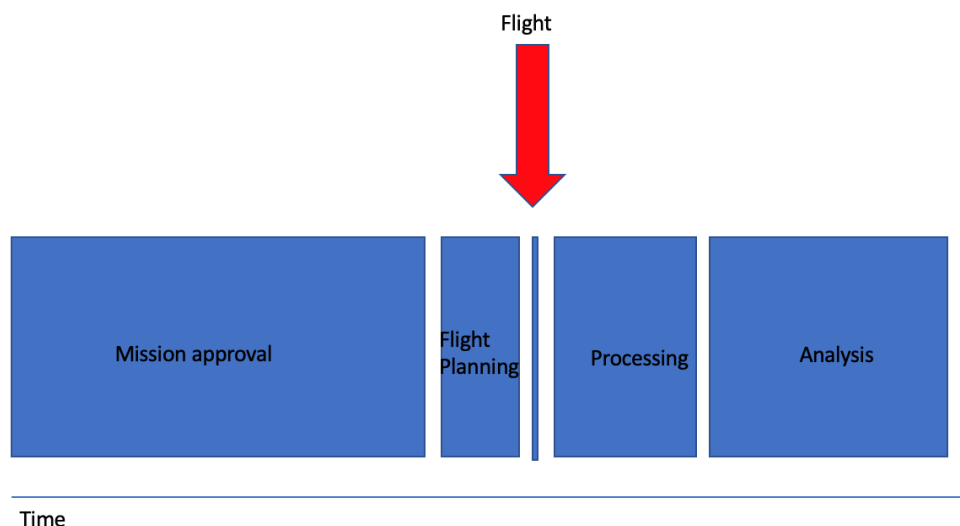 Flight
Mission approval
Flight
Planning
Processing
Analysis
Time